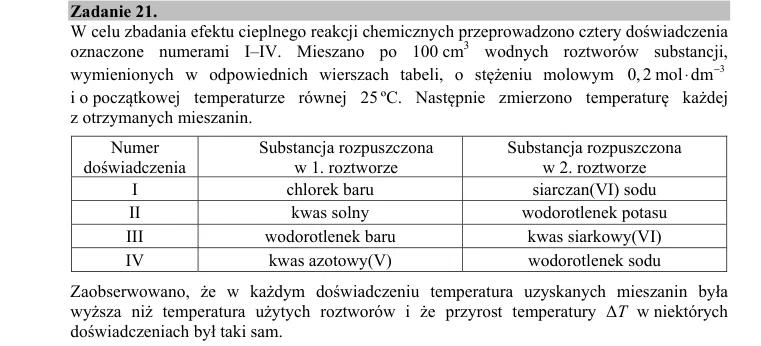 Zadanie 21.
W celu zbadania efektu cieplnego reakcji chemicznych przeprowadzono cztery doświadczenia
oznaczone numerami I–IV. Mieszano po 100 cm³ wodnych roztworów substancji,
wymienionych w odpowiednich wierszach tabeli, o stężeniu molowym 0,2 mol·dm⁻³
i o początkowej temperaturze równej 25 ºC. Następnie zmierzono temperaturę każdej
z otrzymanych mieszanin.
Numer doświadczenia | Substancja rozpuszczona w 1. roztworze | Substancja rozpuszczona w 2. roztworze
I | chlorek baru | siarczan(VI) sodu
II | kwas solny | wodorotlenek potasu
III | wodorotlenek baru | kwas siarkowy(VI)
IV | kwas azotowy(V) | wodorotlenek sodu
Zaobserwowano, że w każdym doświadczeniu temperatura uzyskanych mieszanin była
wyższa niż temperatura użytych roztworów i że przyrost temperatury ΔT w niektórych
doświadczeniach był taki sam.